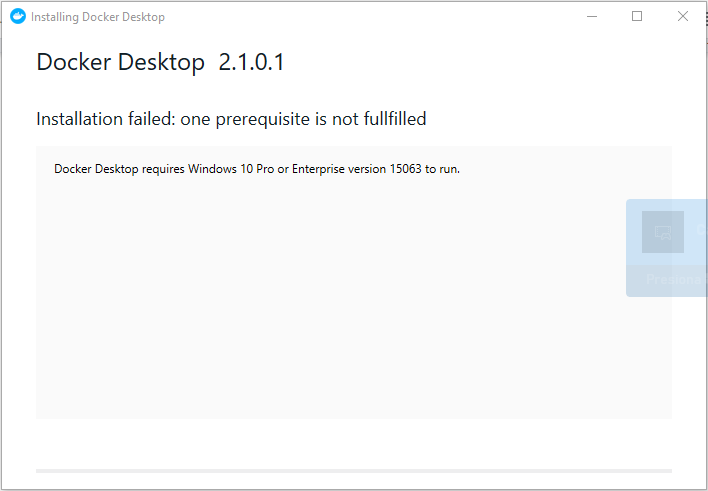 Installing Docker Desktop
Docker Desktop 2.1.0.1
Installation failed: one prerequisite is not fullfilled
Docker Desktop requires Windows 10 Pro or Enterprise version 15063 to run.